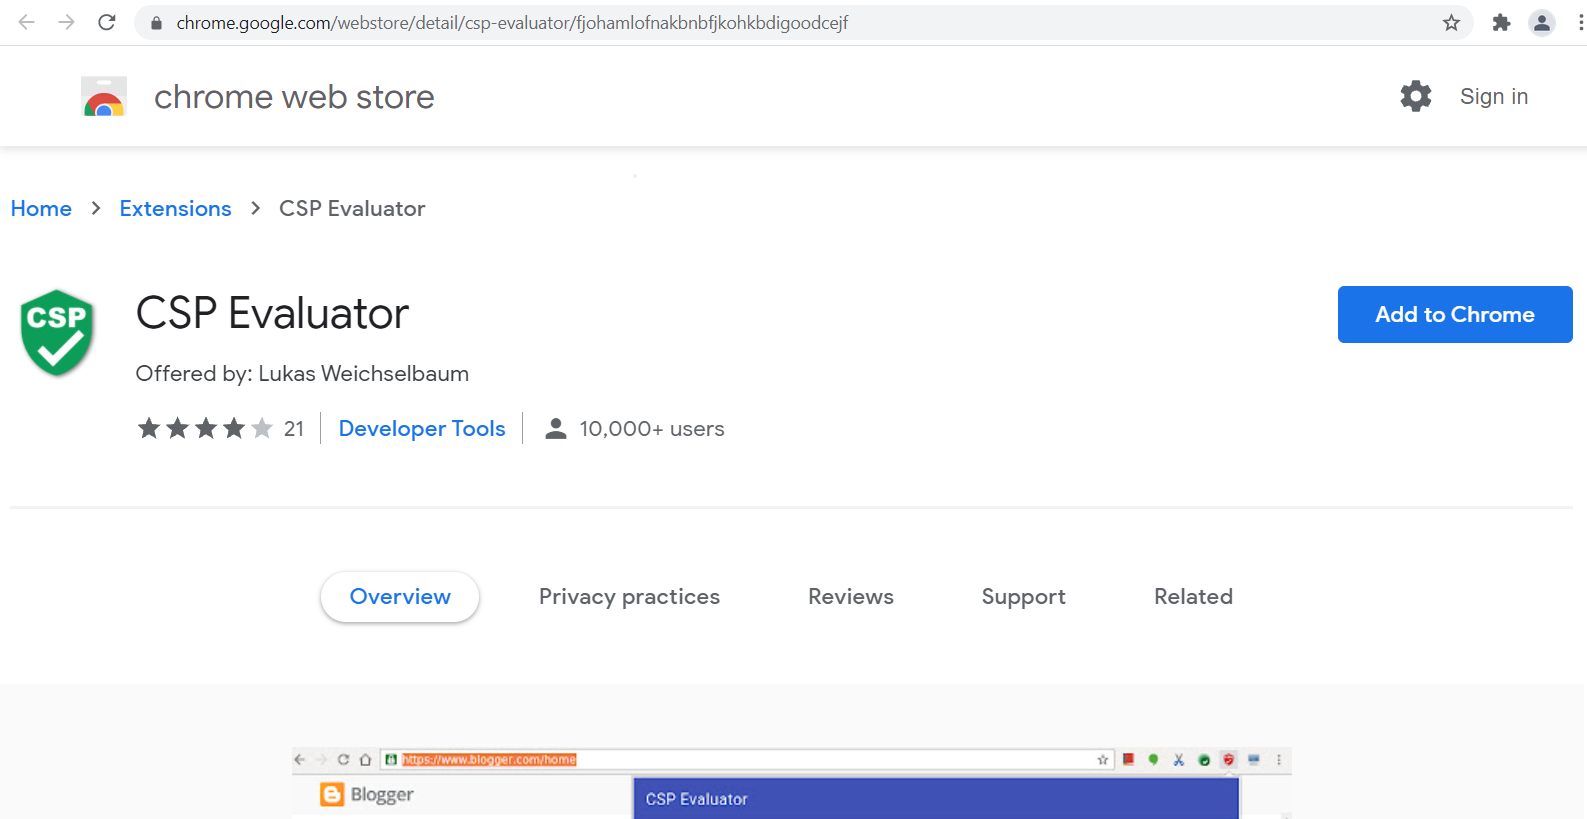 chrome.google.com/webstore/detail/csp-evaluator/fjohamlofnakbnbfjkohkbdigoodcejf
chrome web store
Sign in
Home > Extensions > CSP Evaluator
CSP
CSP Evaluator
Add to Chrome
Offered by: Lukas Weichselbaum
21 Developer Tools 10,000+ users
Overview Privacy practices Reviews Support Related
https://www.blogger.com/home
Blogger
CSP Evaluator